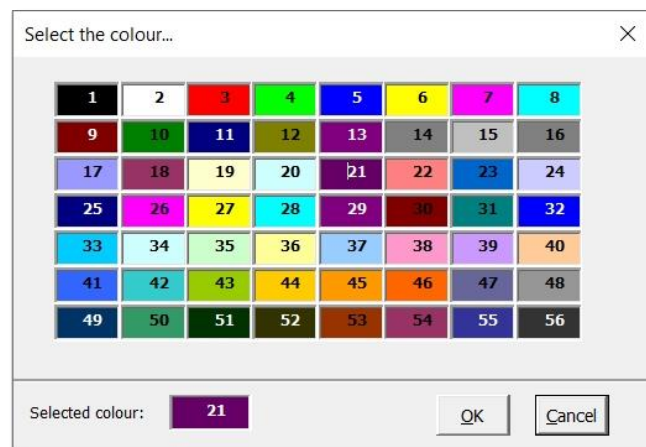 Select the colour...
1 2 3 4 5 6 7 8
9 10 11 12 13 14 15 16
17 18 19 20 21 22 23 24
25 26 27 28 29 30 31 32
33 34 35 36 37 38 39 40
41 42 43 44 45 46 47 48
49 50 51 52 53 54 55 56
Selected colour: 21 OK Cancel